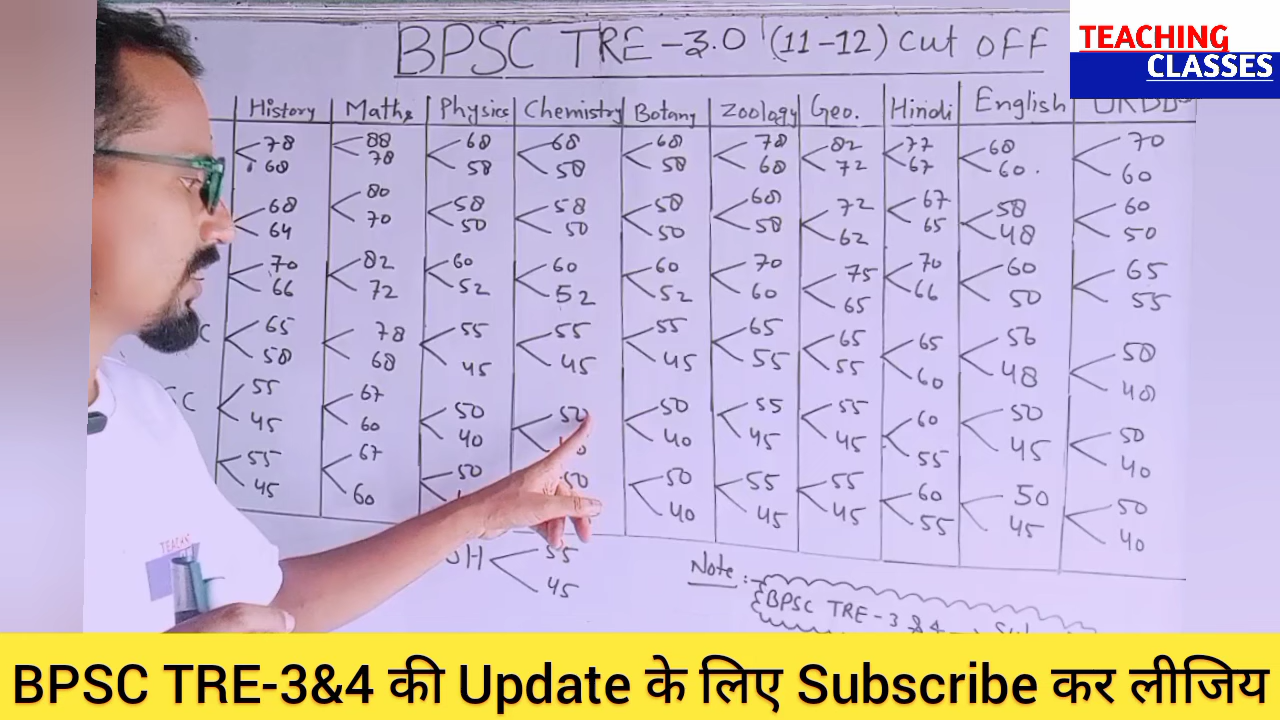 BPSC TRE-3.0 (11-12) Cut OFF
TEACHING
CLASSES
History Maths Physics Chemistry Botany Zoology Geo. Hindi English
78 88 68 68 68 78 82 77 68 70
68 78 58 58 58 68 72 67 60. 60
68 80 58 58 58 68 72 67 58 60
64 70 50 50 50 58 62 65 48 50
70 82 60 60 60 70 75 70 60 65
66 72 52 52 52 60 65 66 50 55
C 65 78 55 55 55 65 65 65 56 50
58 68 45 45 45 55 55 60 48 40
C 55 67 50 50 50 55 55 60 50 50
45 60 40 40 45 45 55 45 40
55 67 50 50 50 55 55 60 50 50
45 60 40 45 45 55 45 40
55
45
Note :-
BPSC TRE-3 & 4
TEACHN
BPSC TRE-3&4 की Update के लिए Subscribe कर लीजिय